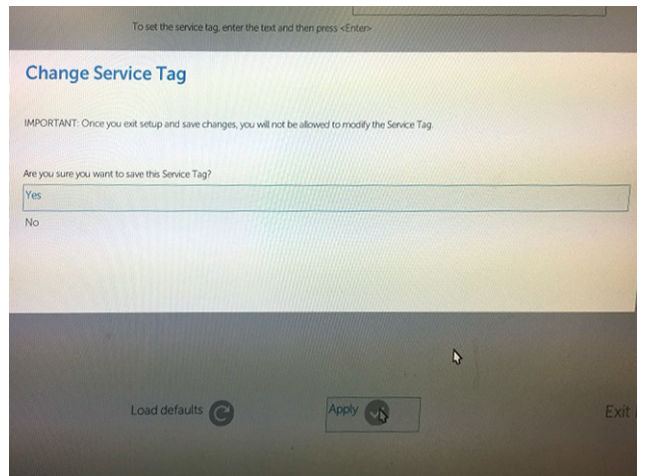 To set the service tag, enter the text and then press <Enter>
Change Service Tag
IMPORTANT: Once you exit setup and save changes, you will not be allowed to modify the Service Tag.
Are you sure you want to save this Service Tag?
Yes
No
Load defaults
Apply
Exit